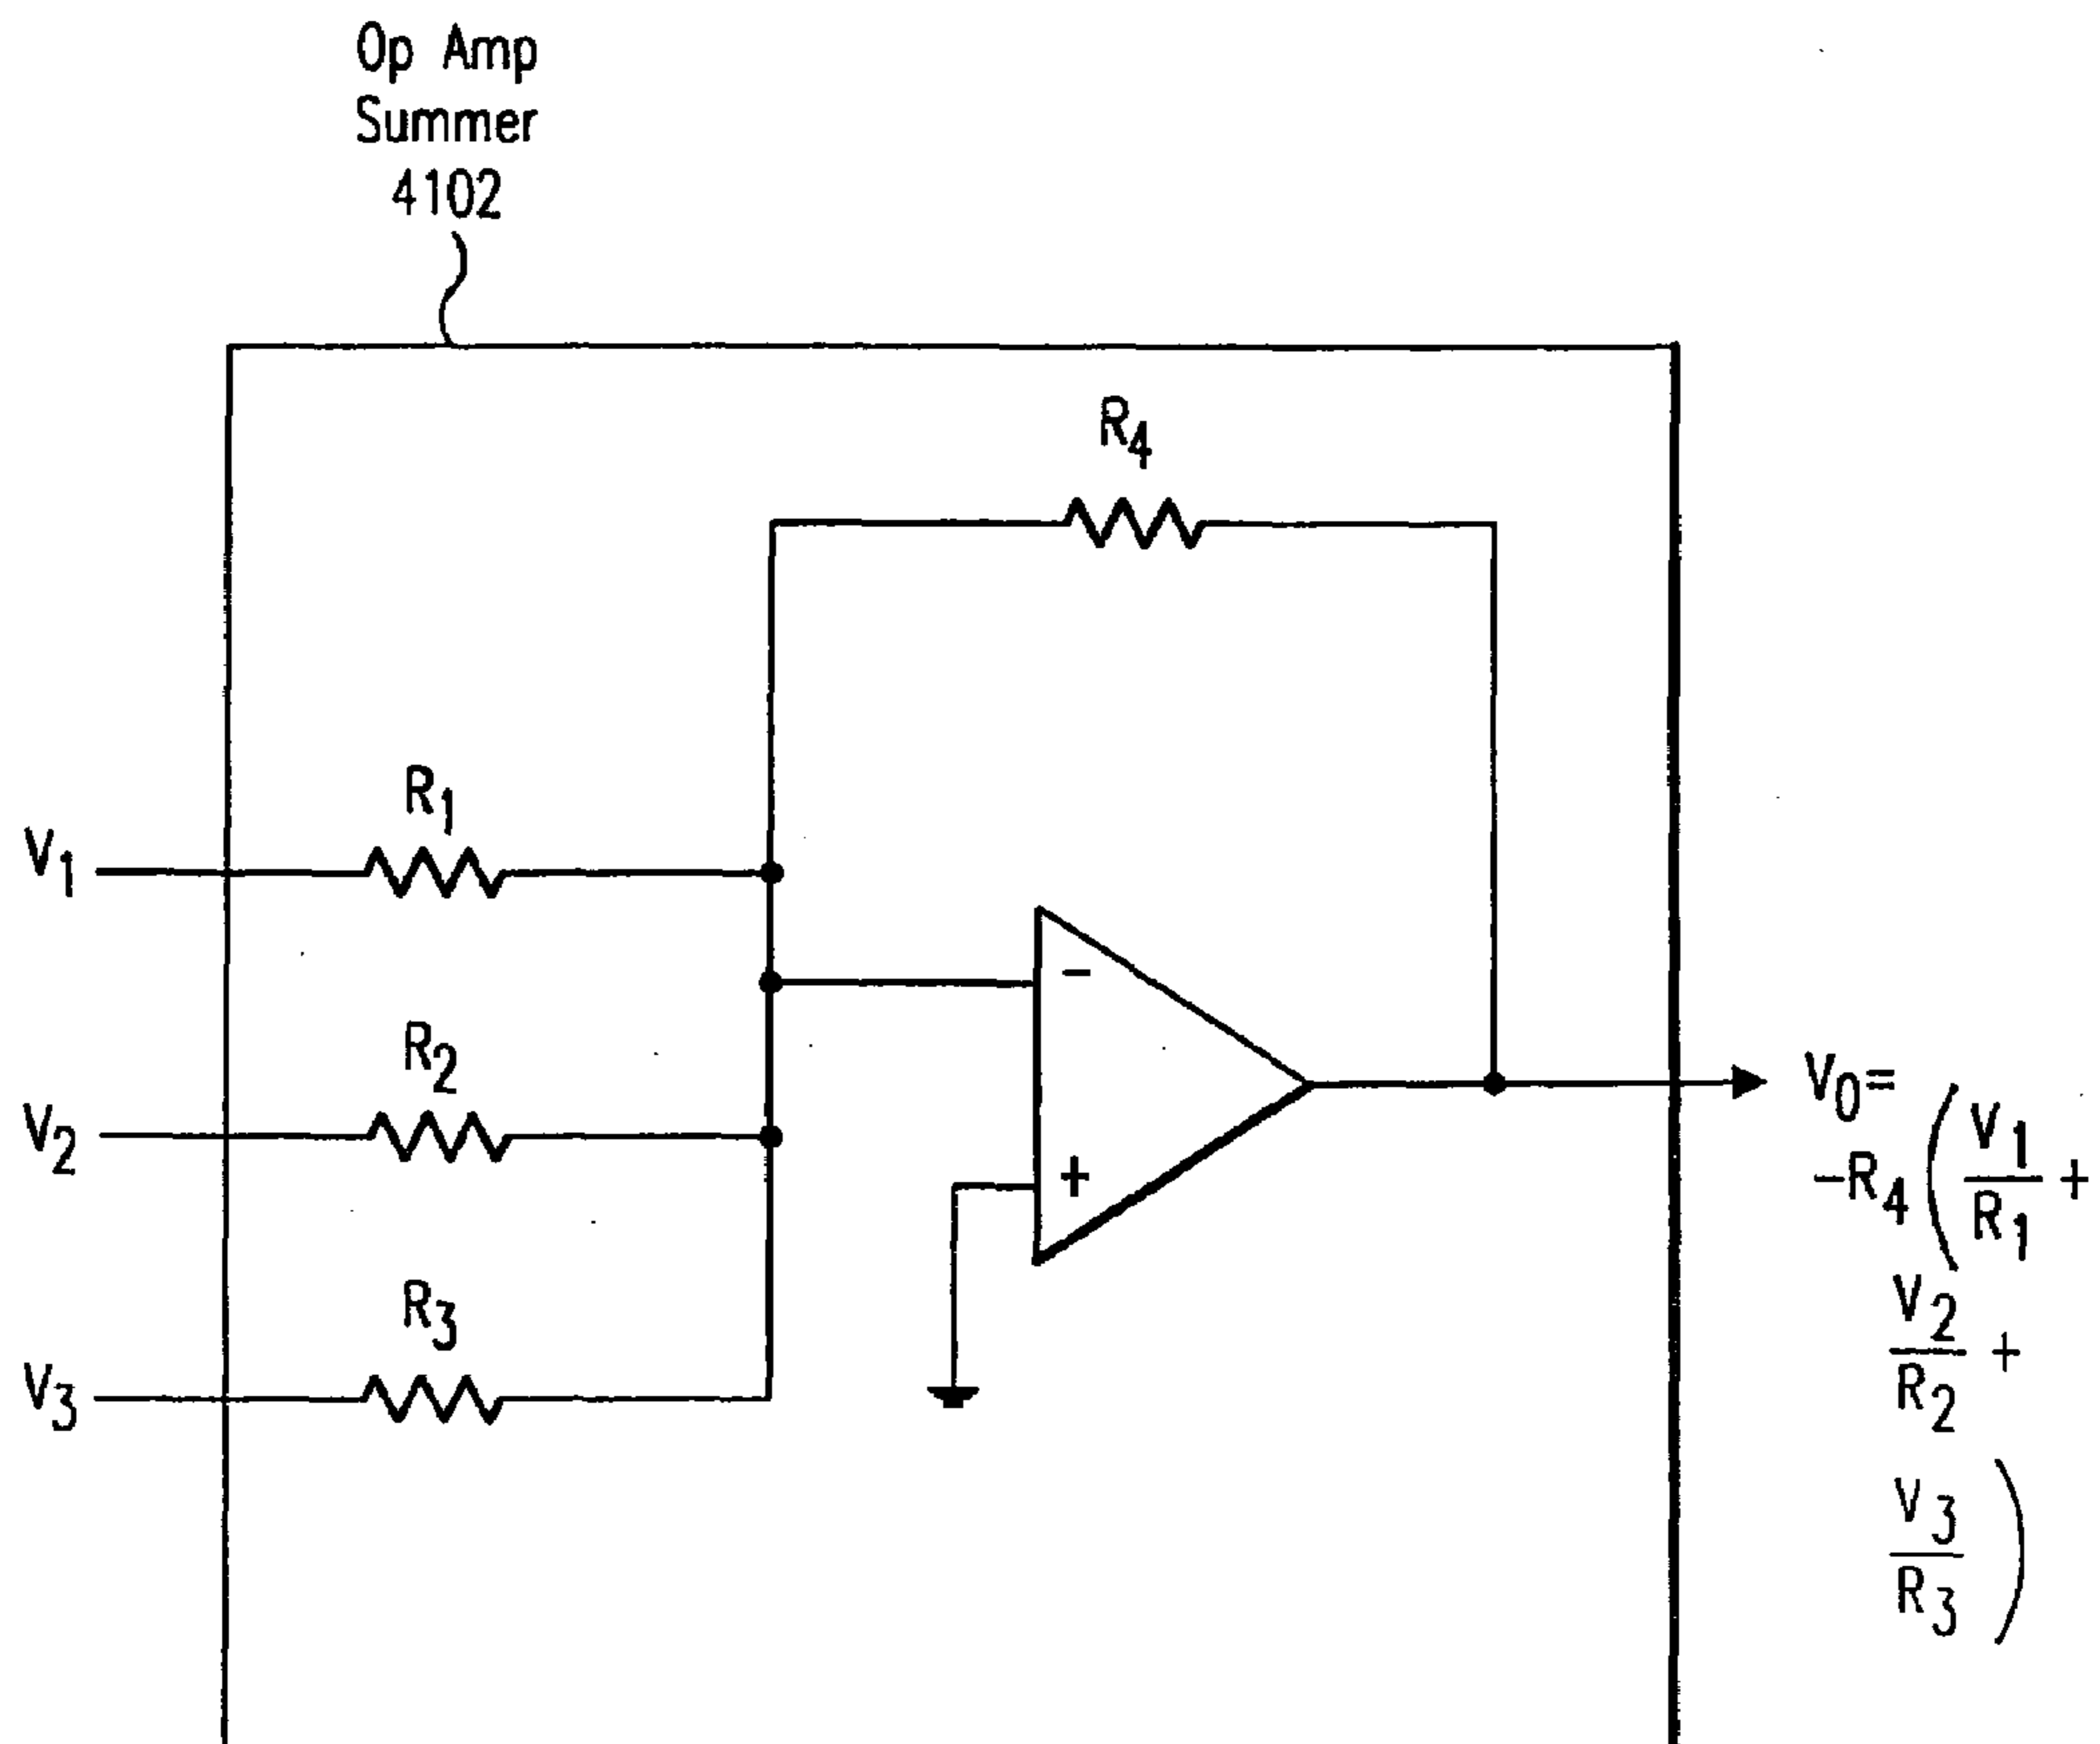 Op Amp
Summer
4102
R4
R1
V1
-
R2
V0=
V2
+
-R4(V1/R1 +
R3
V2/R2 +
V3
V3/R3)